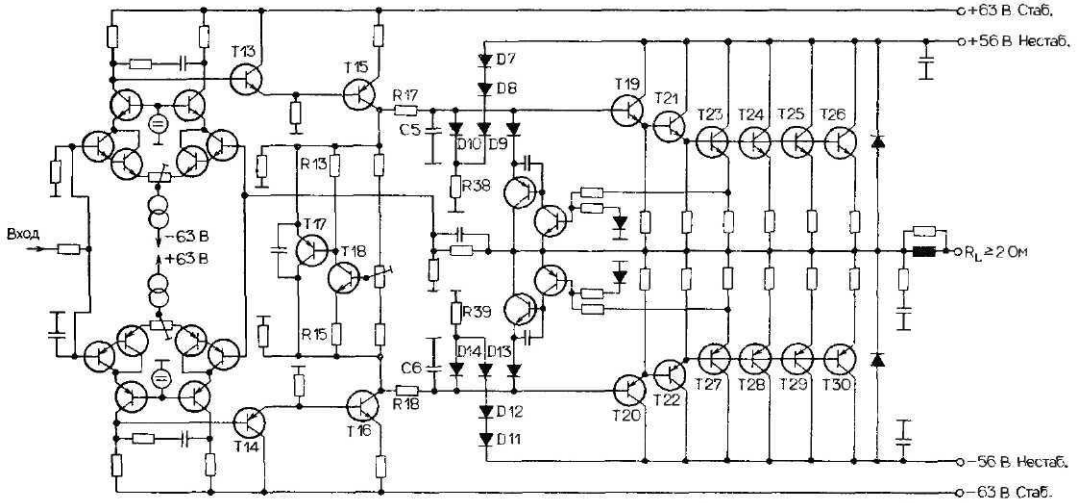 +63 В Стаб.
+56 В Нестаб.
T13
T15
D7
D8
R17
T19
T21
C5
D10
D9
T23
T24
T25
T26
R13
R38
T17
T18
Вход
−63 В
+63 В
R_L ≥ 2 Ом
R15
R39
D14
D13
C6
R18
T20
T22
T27
T28
T29
T30
T14
T16
D12
D11
−56 В Нестаб.
−63 В Стаб.